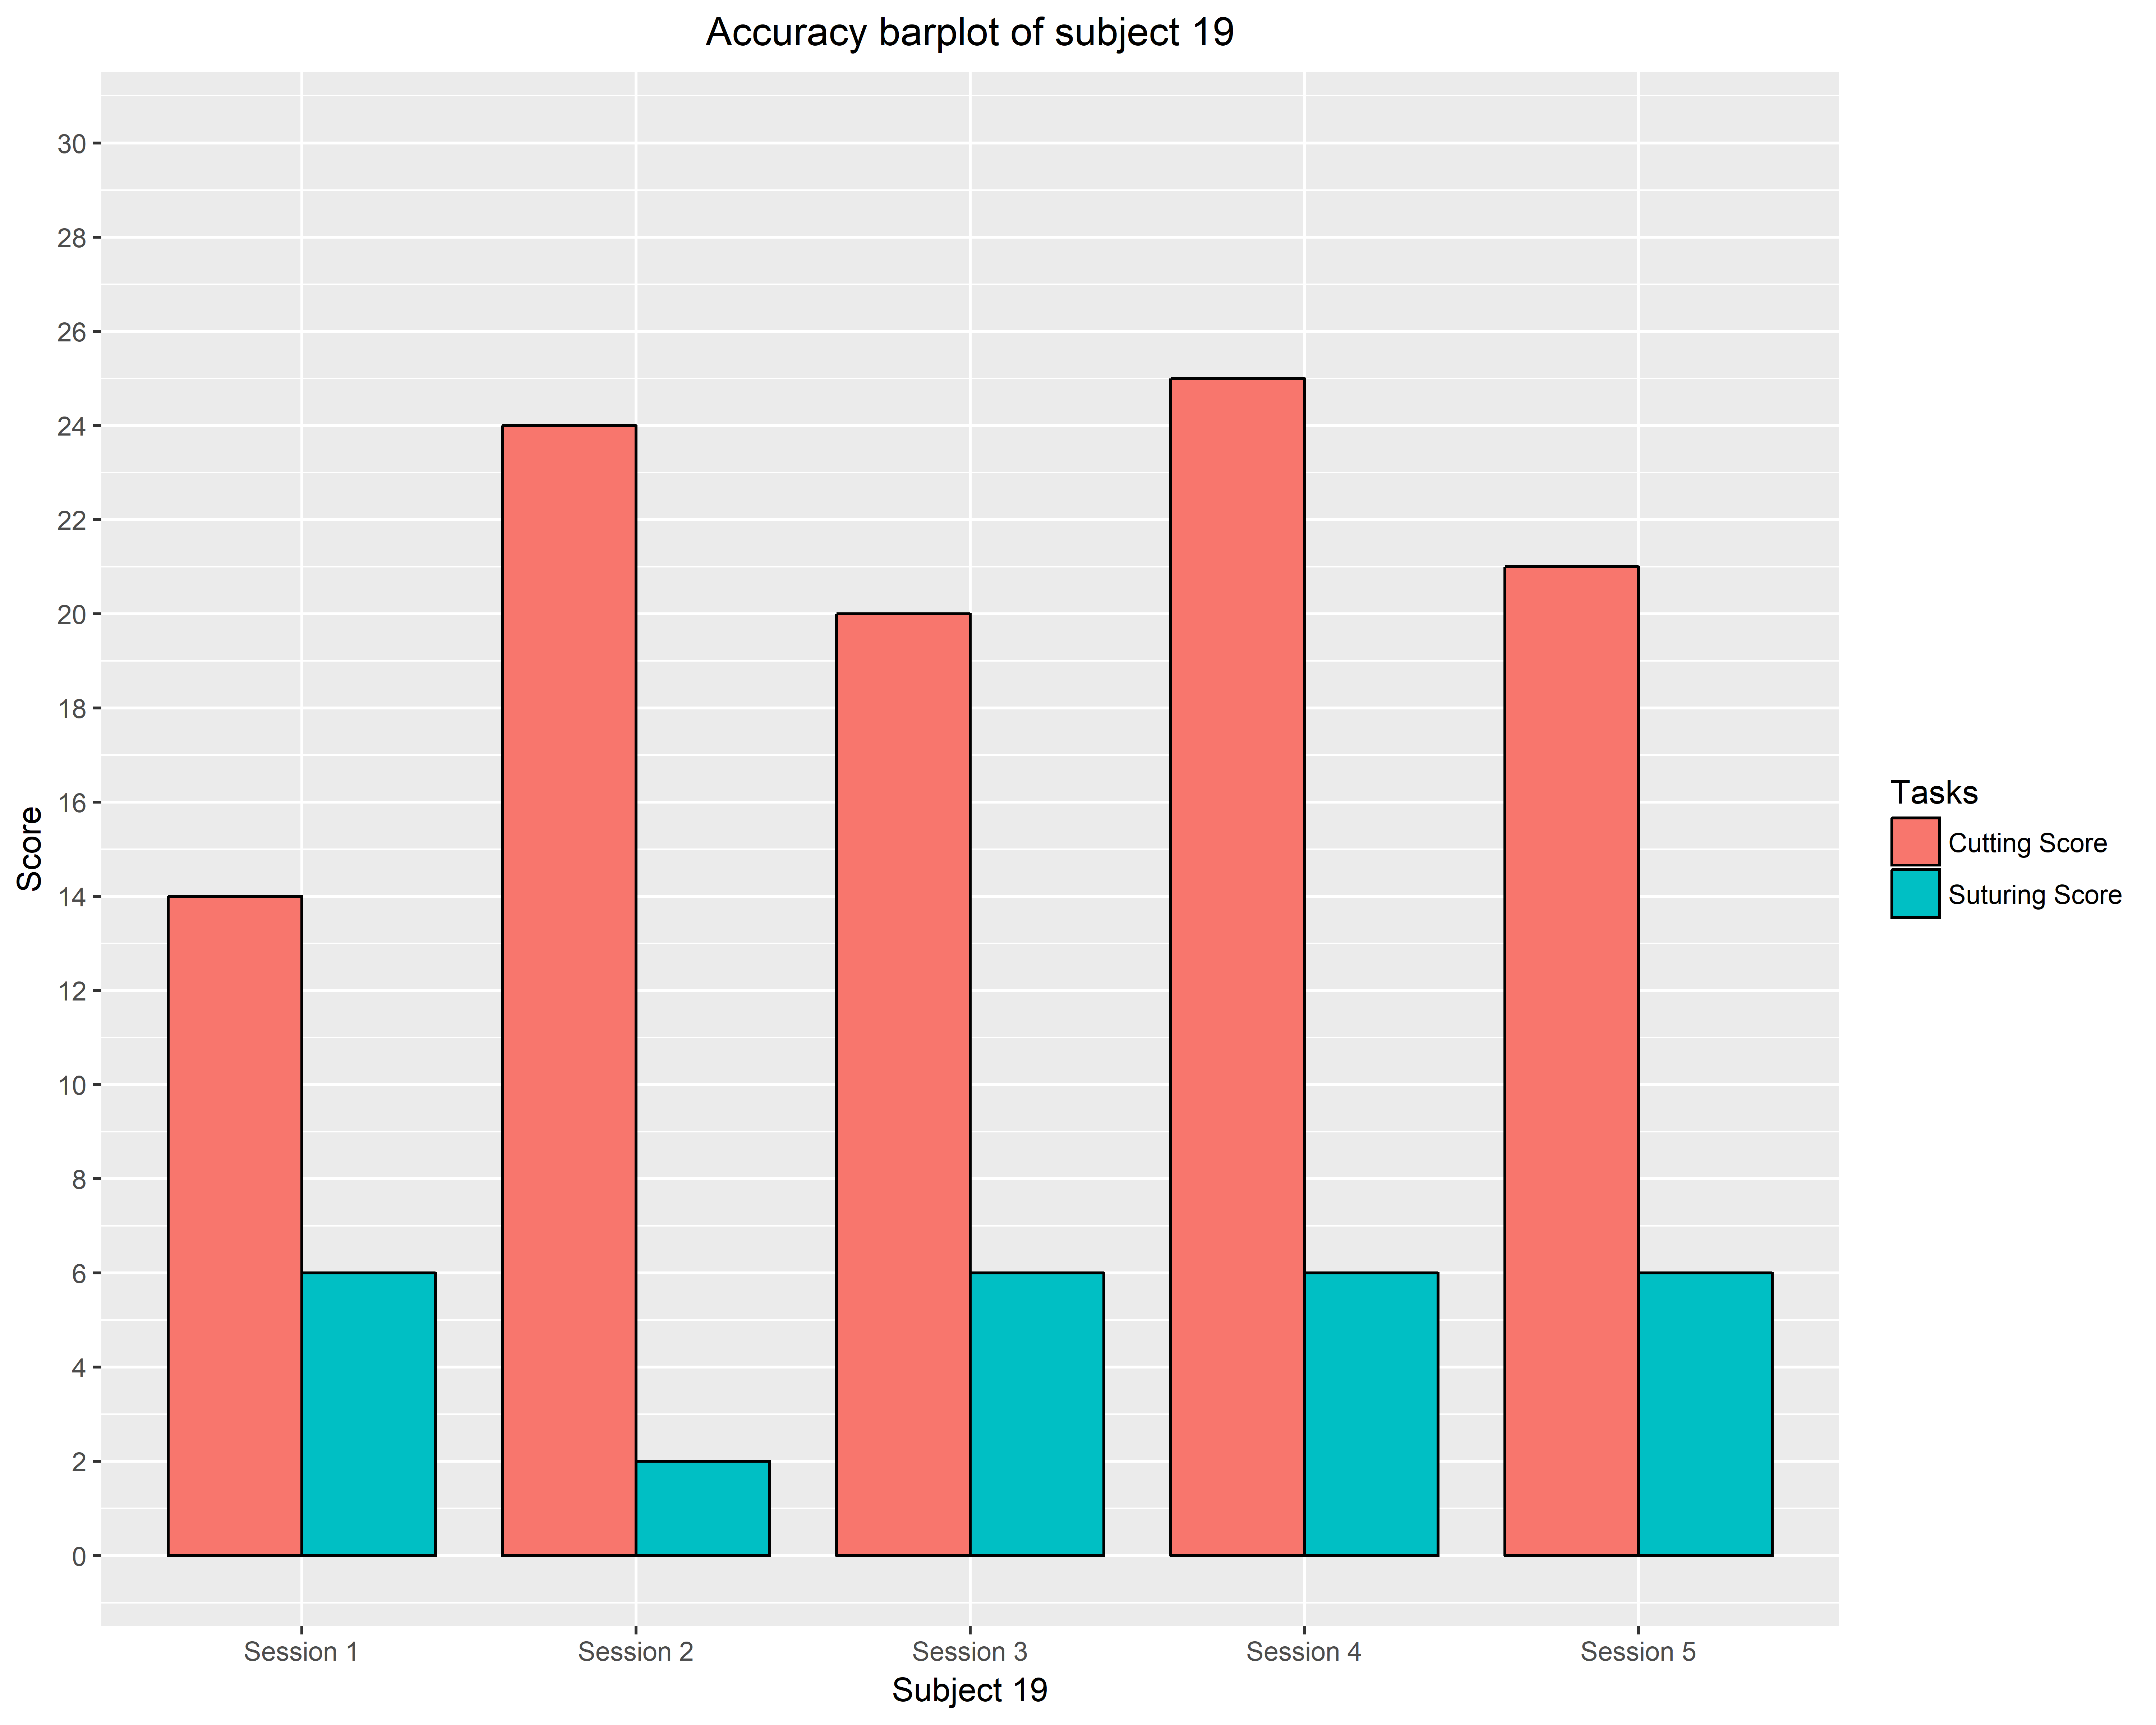 Accuracy barplot of subject 19
30
28
26
24
22
20
18
16
14
12
10
8
6
4
2
0
Score
Session 1
Session 2
Session 3
Session 4
Session 5
Subject 19
Tasks
Cutting Score
Suturing Score